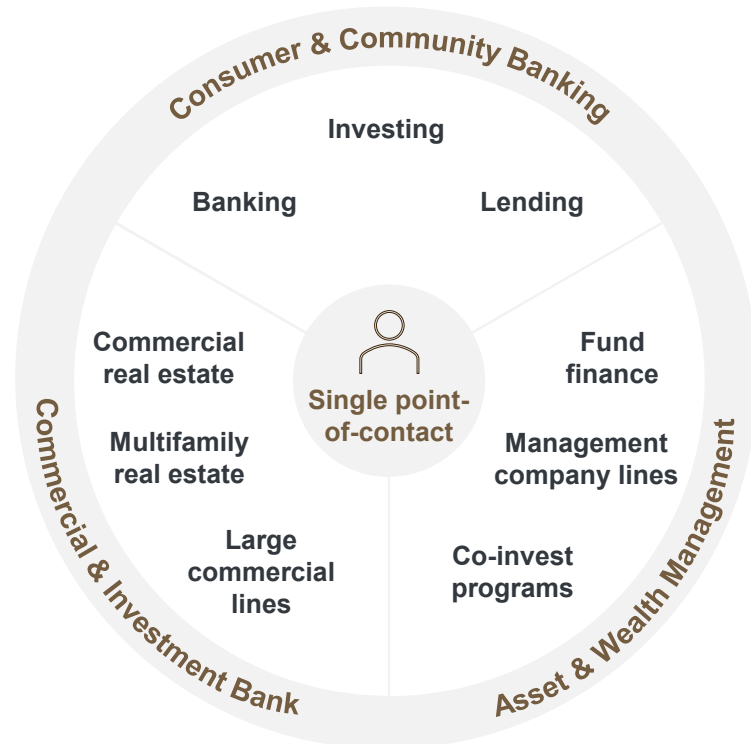 Consumer & Community Banking
Investing
Banking
Lending
Commercial
real estate
Multifamily
real estate
Large
commercial
lines
Single point-
of-contact
Fund
finance
Management
company lines
Co-invest
programs
Commercial & Investment Bank
Asset & Wealth Management